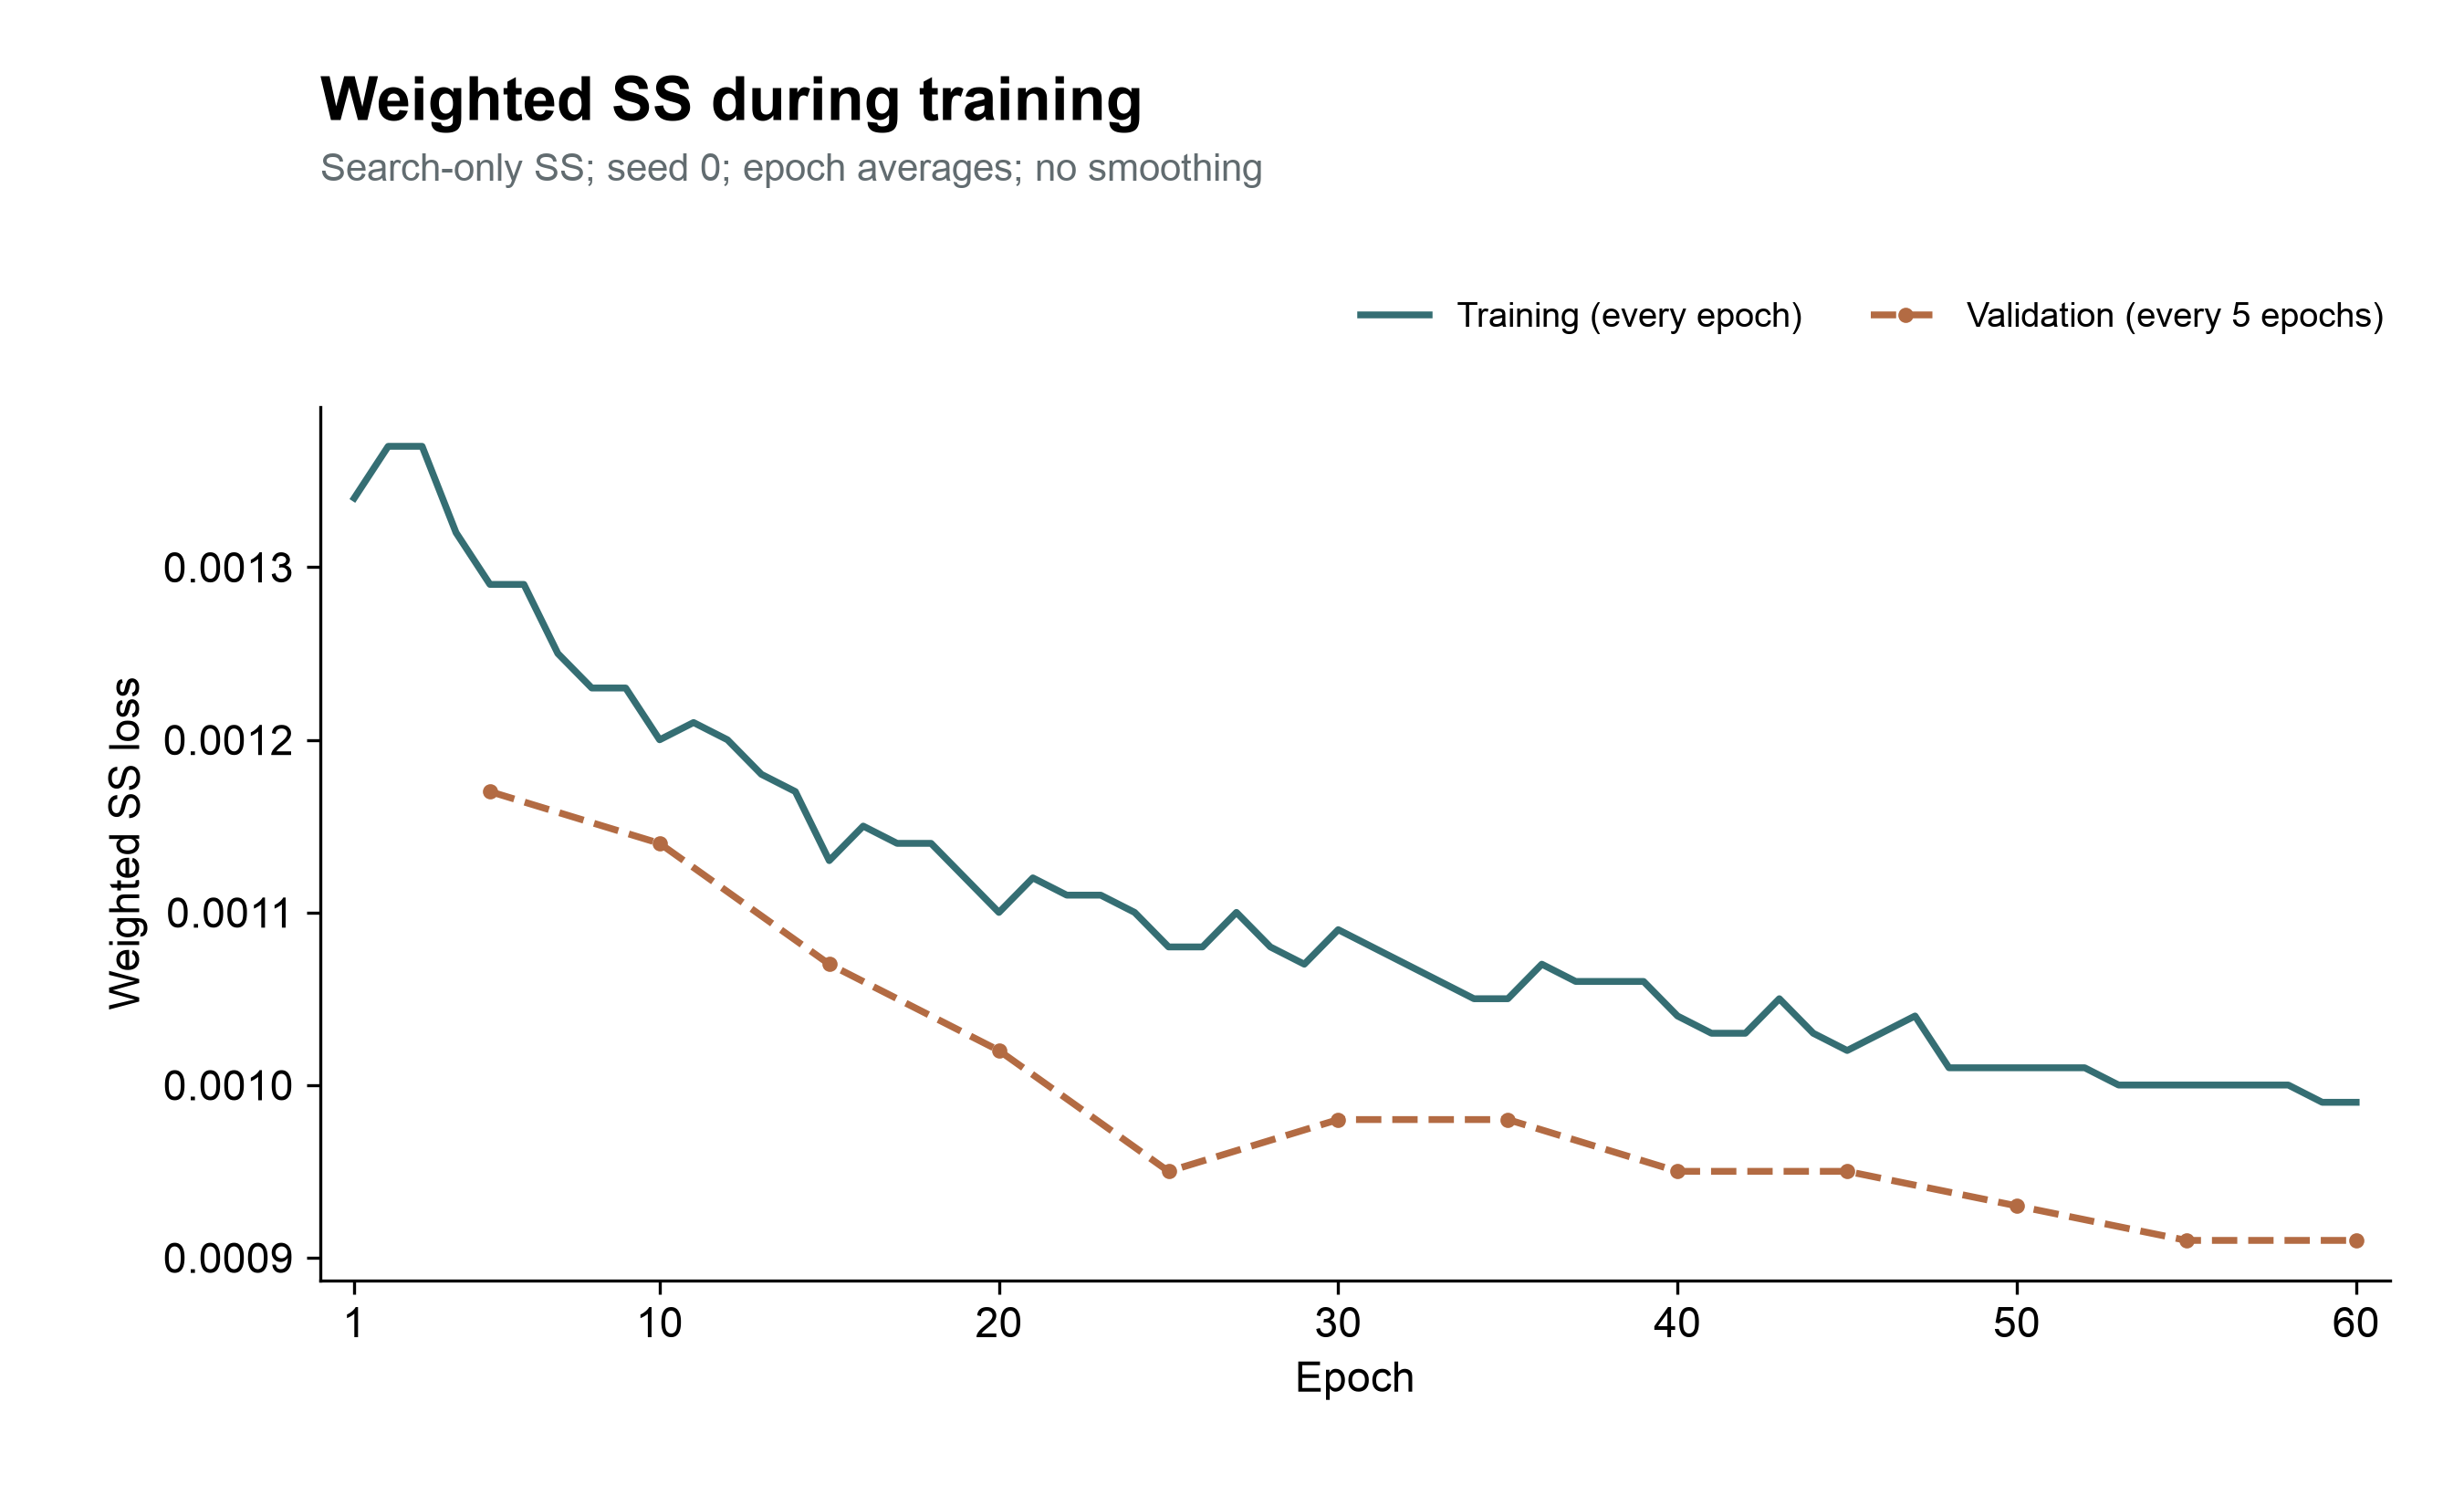 Weighted SS during training
Search-only SS; seed 0; epoch averages; no smoothing
Training (every epoch)
Validation (every 5 epochs)
Weighted SS loss
0.0013
0.0012
0.0011
0.0010
0.0009
1 10 20 30 40 50 60
Epoch